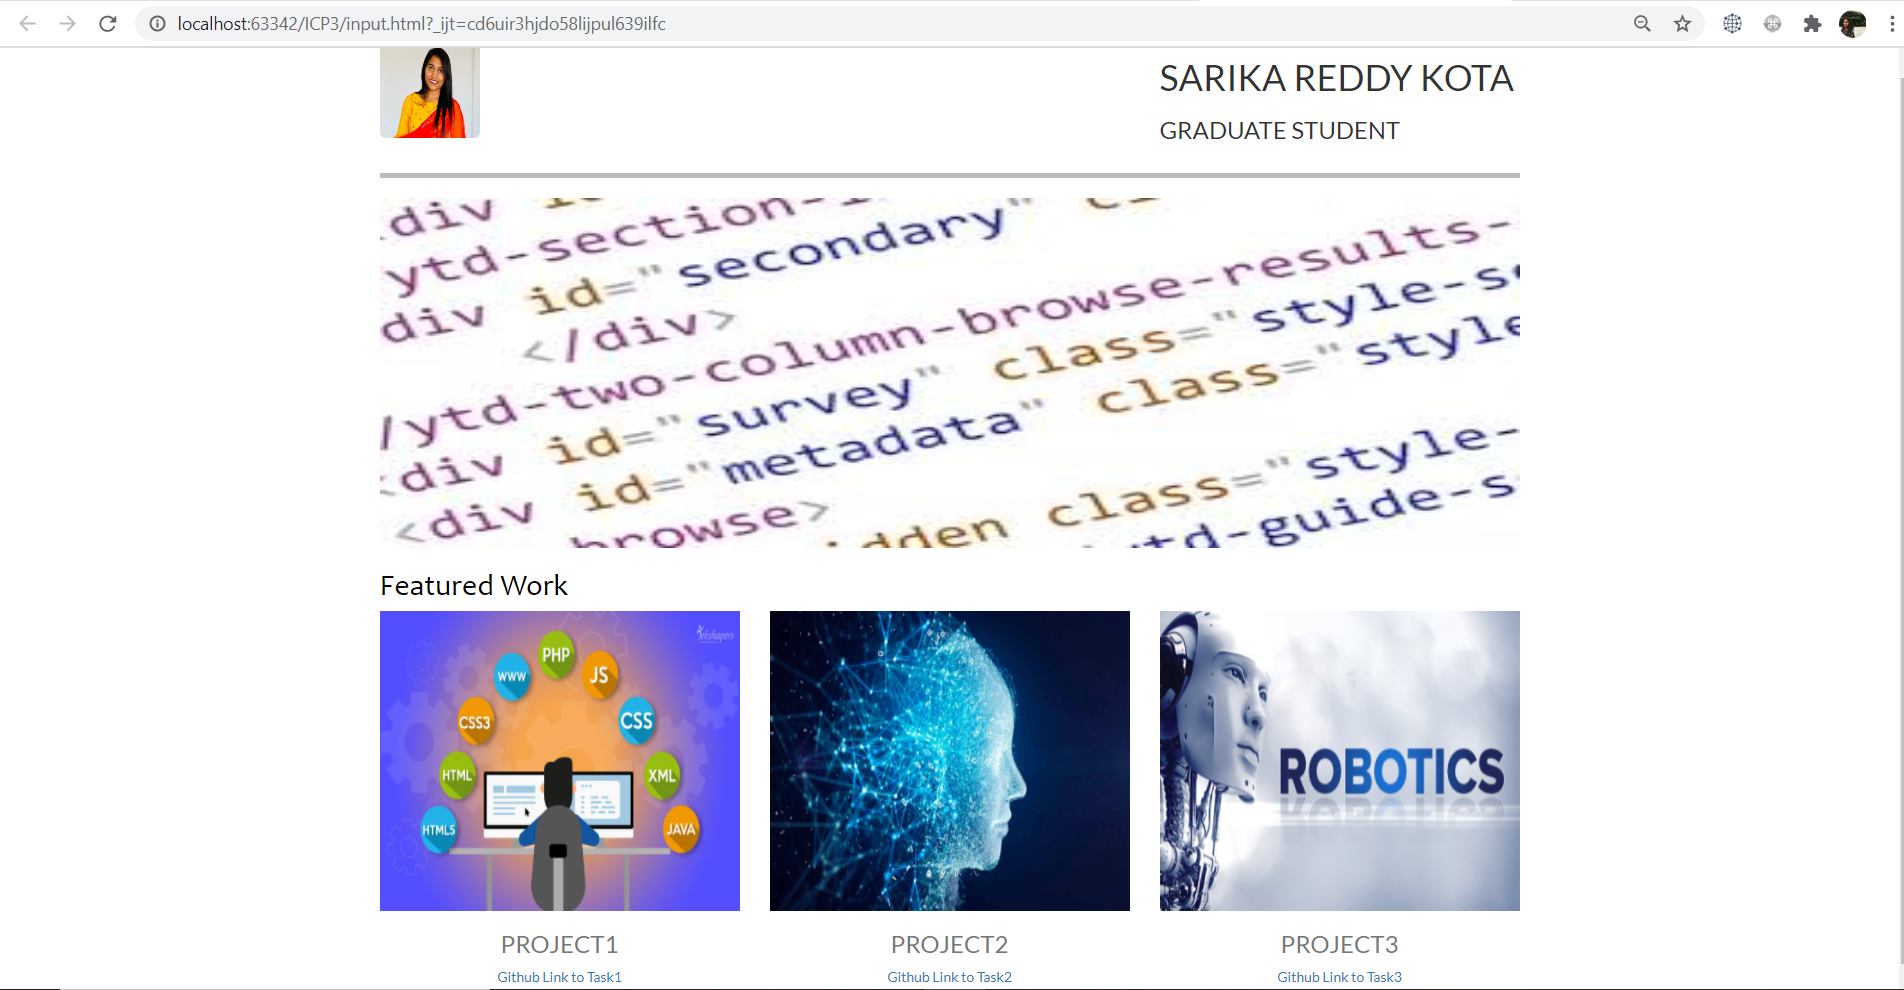 localhost:63342/ICP3/input.html?_ijt=cd6uir3hjdo58lijpul639ilfc
SARIKA REDDY KOTA
GRADUATE STUDENT
div
ytd-section-
div id="secondary"
</div>
/ytd-two-column-browse-results-
<div id="survey" class="style-s
<div id="metadata" class="style
browse>
dden class="style-
ytd-guide-s
Featured Work
PHP
WWW
JS
CSS3
CSS
HTML
XML
HTML5
JAVA
ROBOTICS
PROJECT1
PROJECT2
PROJECT3
Github Link to Task1
Github Link to Task2
Github Link to Task3